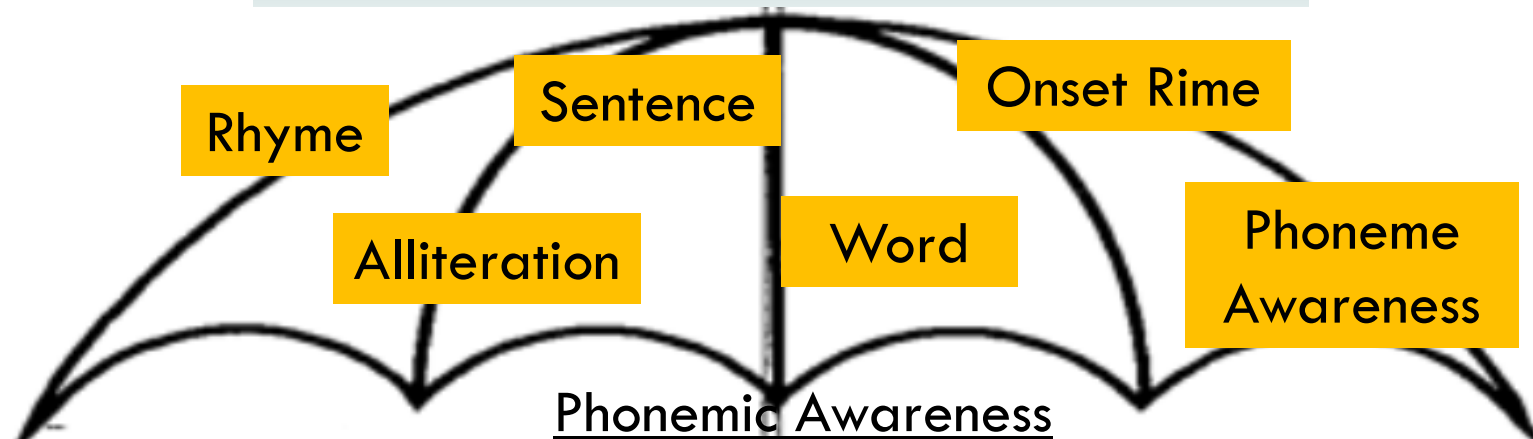 Rhyme
Sentence
Onset Rime
Alliteration
Word
Phoneme
Awareness
Phonemic Awareness